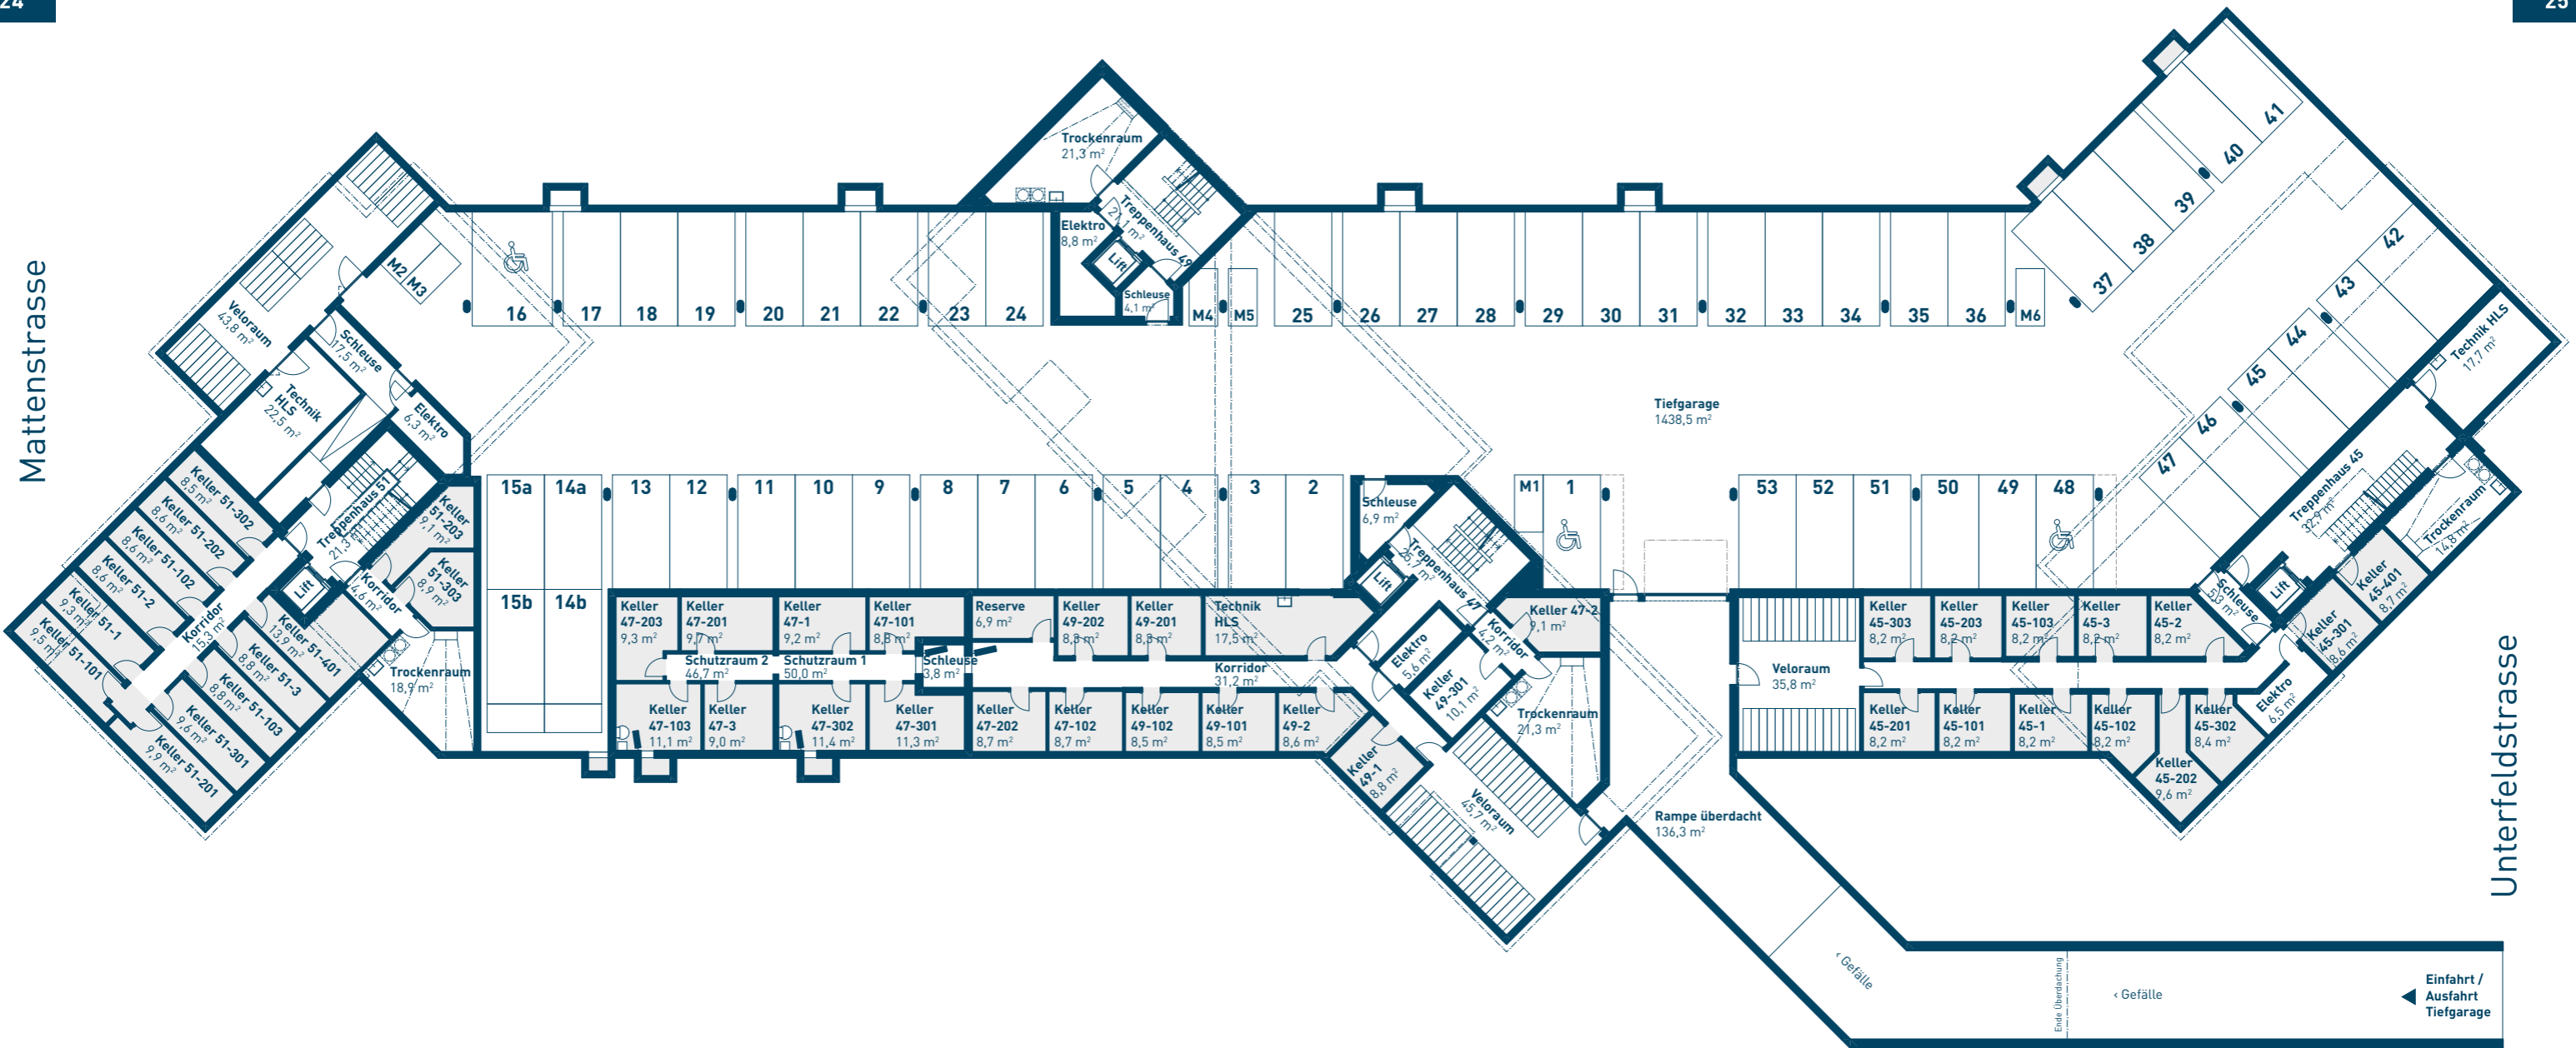 24
25
Mattenstrasse
Unterfeldstrasse
Veloraum
43,8 m²
M2
M3
Schleuse
17,5 m²
Technik
HLS
22,5 m²
Elektro
6,3 m²
Treppenhaus 51
21,3 m²
Lift
Korridor
4,6 m²
Keller
51-203
9,1 m²
Keller
51-303
8,9 m²
Keller 51-302
8,5 m²
Keller 51-202
8,6 m²
Keller 51-102
8,6 m²
Keller 51-2
8,6 m²
Keller 51-1
9,3 m²
Keller 51-101
9,5 m²
Korridor
15,3 m²
Keller 51-401
13,9 m²
Keller 51-3
8,8 m²
Keller 51-103
8,8 m²
Keller 51-301
9,6 m²
Keller 51-201
9,9 m²
Trockenraum
18,9 m²
16
17
18
19
20
21
22
23
24
Trockenraum
21,3 m²
Elektro
8,8 m²
Treppenhaus 49
Lift
Schleuse
4,1 m²
M4
M5
25
26
27
28
29
30
31
32
33
34
35
36
M6
37
38
39
40
41
42
43
44
45
46
47
Tiefgarage
1438,5 m²
15a
14a
13
12
11
10
9
8
7
6
5
4
3
2
M1
1
53
52
51
50
49
48
15b
14b
Keller
47-203
9,3 m²
Keller
47-201
9,7 m²
Keller
47-1
9,2 m²
Keller
47-101
8,8 m²
Reserve
6,9 m²
Keller
49-202
8,8 m²
Keller
49-201
8,8 m²
Technik
HLS
17,5 m²
Schutzraum 2
46,7 m²
Schutzraum 1
50,0 m²
Schleuse
3,8 m²
Korridor
31,2 m²
Keller
47-103
11,1 m²
Keller
47-3
9,0 m²
Keller
47-302
11,4 m²
Keller
47-301
11,3 m²
Keller
47-202
8,7 m²
Keller
47-102
8,7 m²
Keller
49-102
8,5 m²
Keller
49-101
8,5 m²
Keller
49-2
8,6 m²
Keller
49-1
8,8 m²
Schleuse
6,9 m²
Lift
Treppenhaus 47
Korridor
4,2 m²
Keller 47-2
9,1 m²
Elektro
5,6 m²
Keller
49-301
10,1 m²
Trockenraum
21,3 m²
Veloraum
45,7 m²
Rampe überdacht
136,3 m²
Veloraum
35,8 m²
Keller
45-303
8,2 m²
Keller
45-203
8,2 m²
Keller
45-103
8,2 m²
Keller
45-3
8,2 m²
Keller
45-2
8,2 m²
Keller
45-201
8,2 m²
Keller
45-101
8,2 m²
Keller
45-1
8,2 m²
Keller
45-102
8,2 m²
Keller
45-302
8,4 m²
Keller
45-202
9,6 m²
Schleuse
5,3 m²
Lift
Elektro
6,5 m²
Keller
45-301
8,6 m²
Keller
45-401
8,7 m²
Treppenhaus 45
32,9 m²
Trockenraum
14,8 m²
Technik HLS
17,7 m²
‹ Gefälle
Ende Überdachung
‹ Gefälle
Einfahrt /
Ausfahrt
Tiefgarage